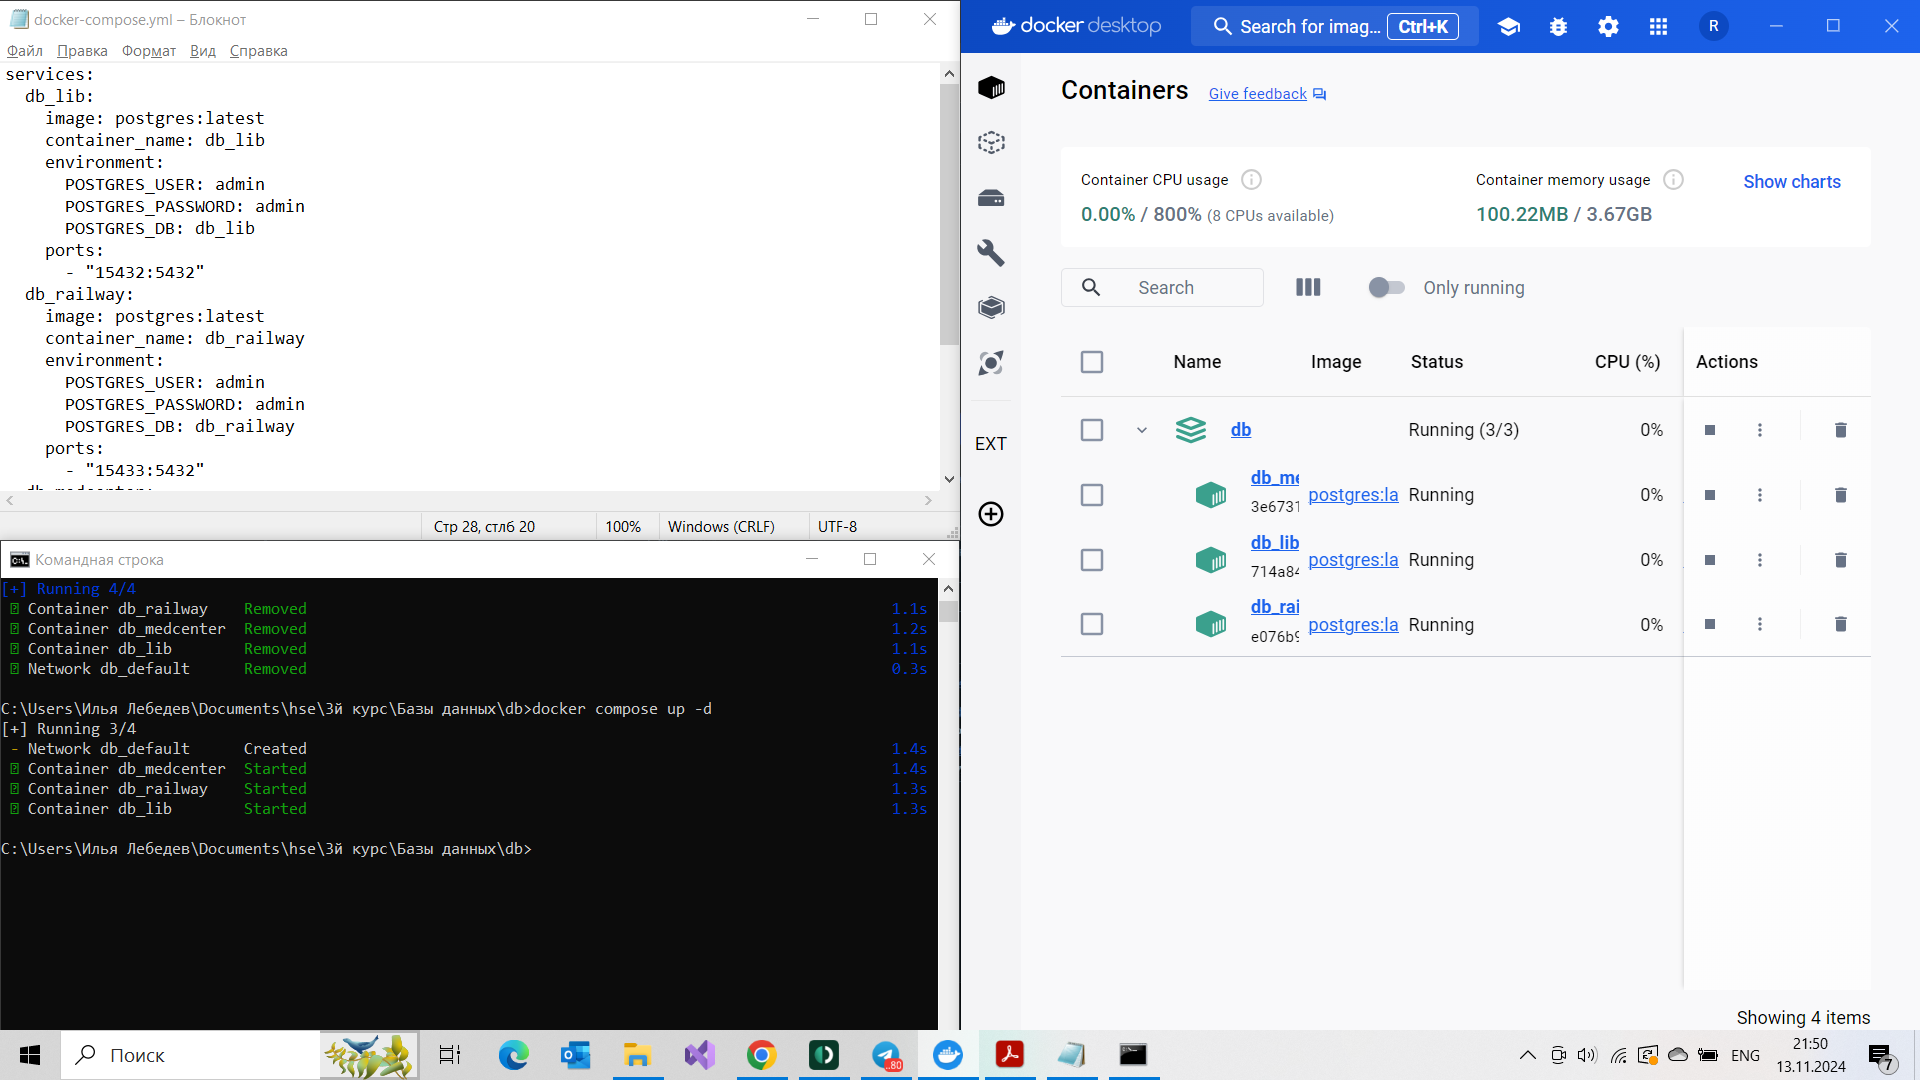 docker-compose.yml – Блокнот
Файл Правка Формат Вид Справка
services:
  db_lib:
    image: postgres:latest
    container_name: db_lib
    environment:
      POSTGRES_USER: admin
      POSTGRES_PASSWORD: admin
      POSTGRES_DB: db_lib
    ports:
      - "15432:5432"
  db_railway:
    image: postgres:latest
    container_name: db_railway
    environment:
      POSTGRES_USER: admin
      POSTGRES_PASSWORD: admin
      POSTGRES_DB: db_railway
    ports:
      - "15433:5432"
Стр 28, стлб 20 100% Windows (CRLF) UTF-8
Командная строка
[+] Running 4/4
Container db_railway Removed 1.1s
Container db_medcenter Removed 1.2s
Container db_lib Removed 1.1s
Network db_default Removed 0.3s
C:\Users\Илья Лебедев\Documents\hse\3й курс\Базы данных\db>docker compose up -d
[+] Running 3/4
- Network db_default Created 1.4s
Container db_medcenter Started 1.4s
Container db_railway Started 1.3s
Container db_lib Started 1.3s
C:\Users\Илья Лебедев\Documents\hse\3й курс\Базы данных\db>
docker desktop
Search for imag... Ctrl+K
R
Containers Give feedback
Container CPU usage
0.00% / 800% (8 CPUs available)
Container memory usage
100.22MB / 3.67GB
Show charts
Search
Only running
Name Image Status CPU (%) Actions
db Running (3/3) 0%
db_me
3e6731 postgres:la Running 0%
db_lib
714a84 postgres:la Running 0%
db_rai
e076b9 postgres:la Running 0%
EXT
Showing 4 items
Поиск
80
ENG
21:50
13.11.2024
7